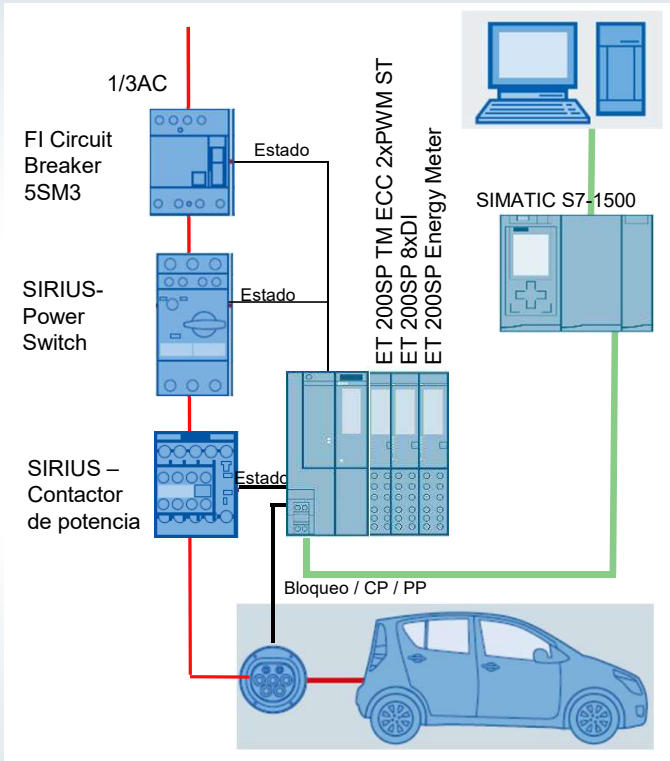 1/3AC
FI Circuit
Breaker
5SM3
Estado
SIRIUS-
Power
Switch
Estado
SIRIUS –
Contactor
de potencia
Estado
ET 200SP TM ECC 2xPWM ST
ET 200SP 8xDI
ET 200SP Energy Meter
SIMATIC S7-1500
Bloqueo / CP / PP